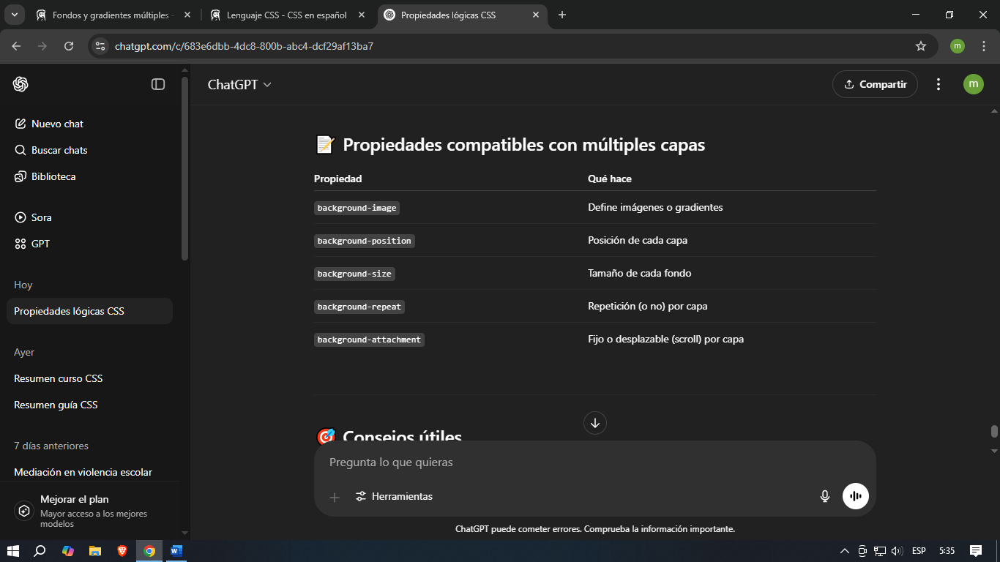 Fondos y gradientes múltiples -
Lenguaje CSS - CSS en español
Propiedades lógicas CSS
chatgpt.com/c/683e6dbb-4dc8-800b-abc4-dcf29af13ba7
m
ChatGPT
Compartir
m
Nuevo chat
Buscar chats
Biblioteca
Sora
GPT
Hoy
Propiedades lógicas CSS
Ayer
Resumen curso CSS
Resumen guía CSS
7 días anteriores
Mediación en violencia escolar
Mejorar el plan
Mayor acceso a los mejores
modelos
Propiedades compatibles con múltiples capas
Propiedad Qué hace
background-image Define imágenes o gradientes
background-position Posición de cada capa
background-size Tamaño de cada fondo
background-repeat Repetición (o no) por capa
background-attachment Fijo o desplazable (scroll) por capa
Consejos útiles
Pregunta lo que quieras
Herramientas
ChatGPT puede cometer errores. Comprueba la información importante.
ESP
5:35